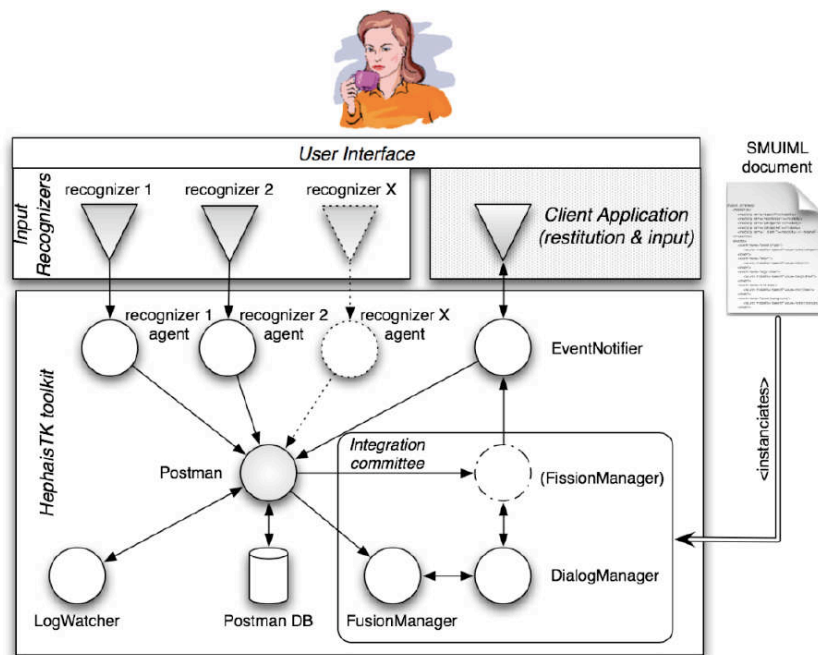 User Interface
SMUIML
document
Input
Recognizers
recognizer 1
recognizer 2
recognizer X
Client Application
(restitution & input)
HephaisTK toolkit
recognizer 1
agent
recognizer 2
agent
recognizer X
agent
EventNotifier
<instanciates>
Postman
Integration
committee
(FissionManager)
LogWatcher
Postman DB
FusionManager
DialogManager